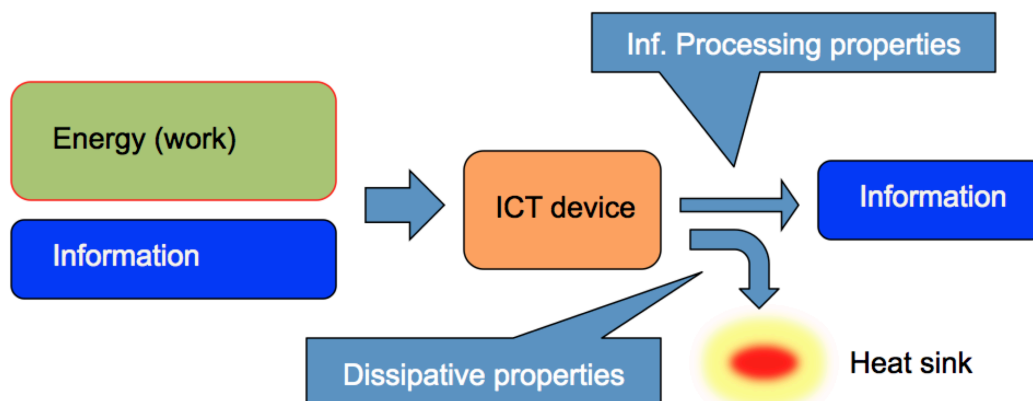 Inf. Processing properties
Energy (work)
ICT device
Information
Information
Dissipative properties
Heat sink